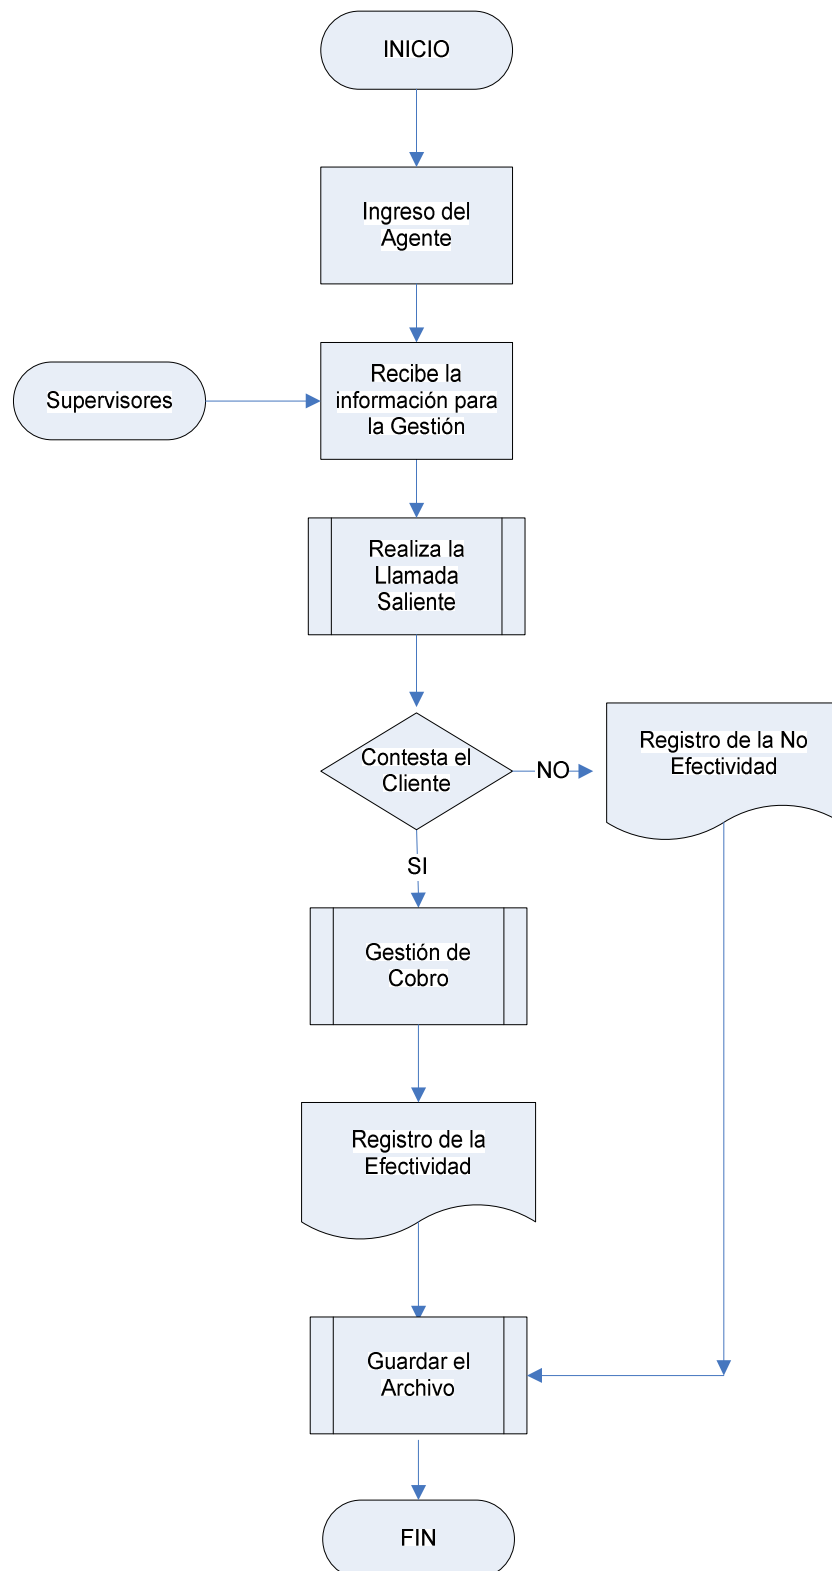 INICIO
Ingreso del
Agente
Supervisores
Recibe la
información para
la Gestión
Realiza la
Llamada
Saliente
Contesta el
Cliente
NO
Registro de la No
Efectividad
SI
Gestión de
Cobro
Registro de la
Efectividad
Guardar el
Archivo
FIN